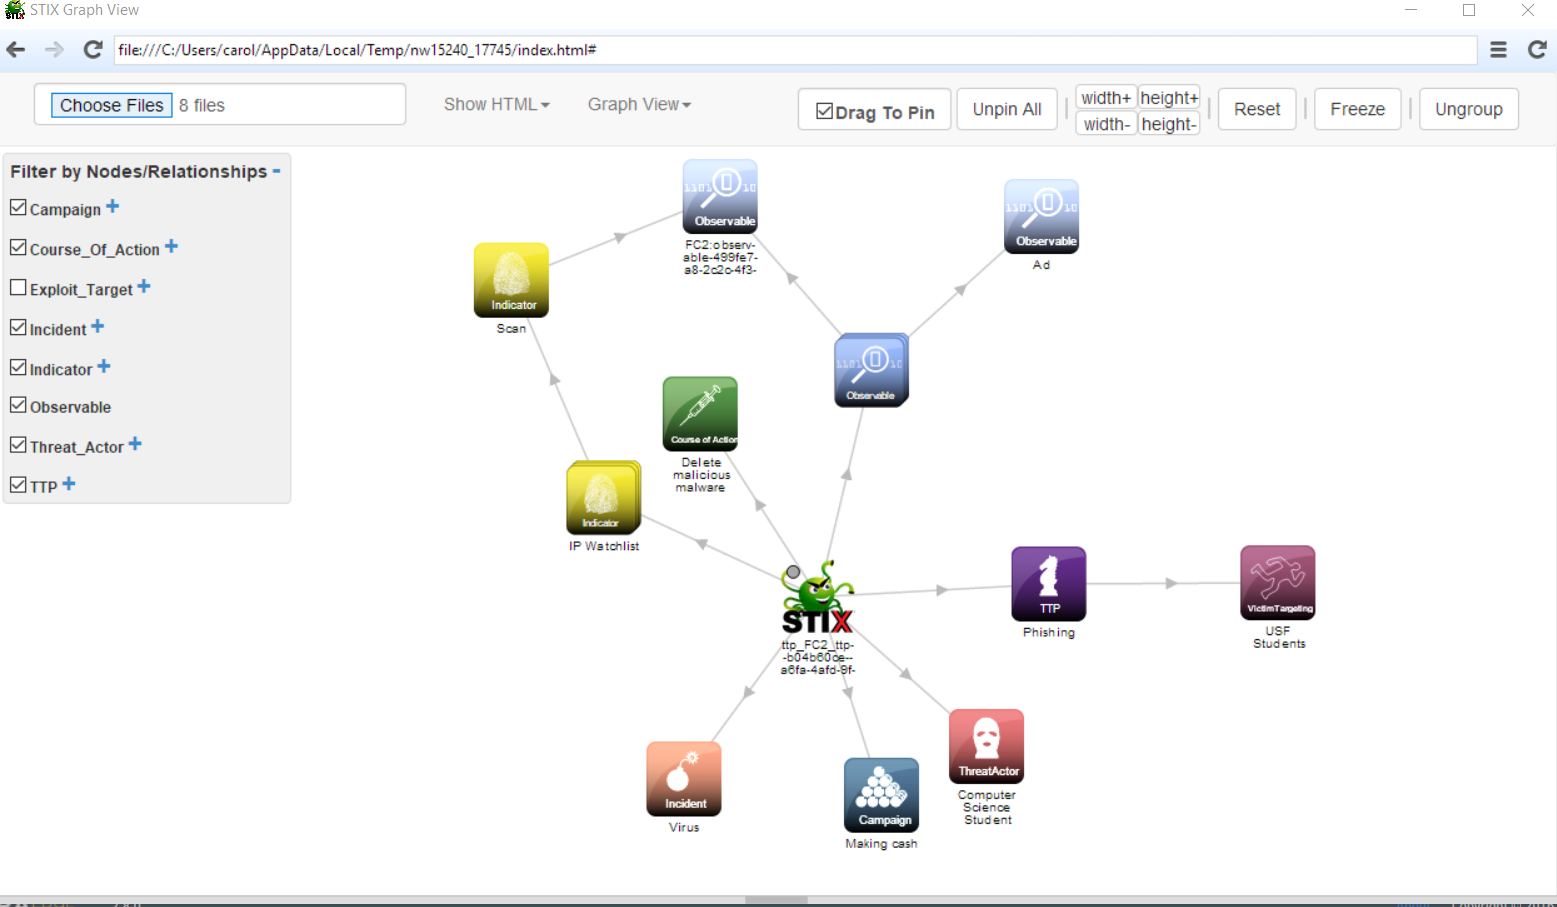 STIX Graph View
file:///C:/Users/carol/AppData/Local/Temp/nw15240_17745/index.html#
Choose Files 8 files
Show HTML
Graph View
Drag To Pin
Unpin All
width+ height+
width- height-
Reset
Freeze
Ungroup
Filter by Nodes/Relationships -
Campaign +
Course_Of_Action +
Exploit_Target +
Incident +
Indicator +
Observable
Threat_Actor +
TTP +
Observable
FC2:observ-
able-499fe7-
a8-2c2c-4f3-
Observable
Ad
Indicator
Scan
Observable
Course of Action
Delete
malicious
malware
Indicator
IP Watchlist
STIX
ttp_FC2_ttp-
-b04b60ce--
a6fa-4afd-9f-
TTP
Phishing
VictimTargeting
USF
Students
ThreatActor
Computer
Science
Student
Incident
Virus
Campaign
Making cash